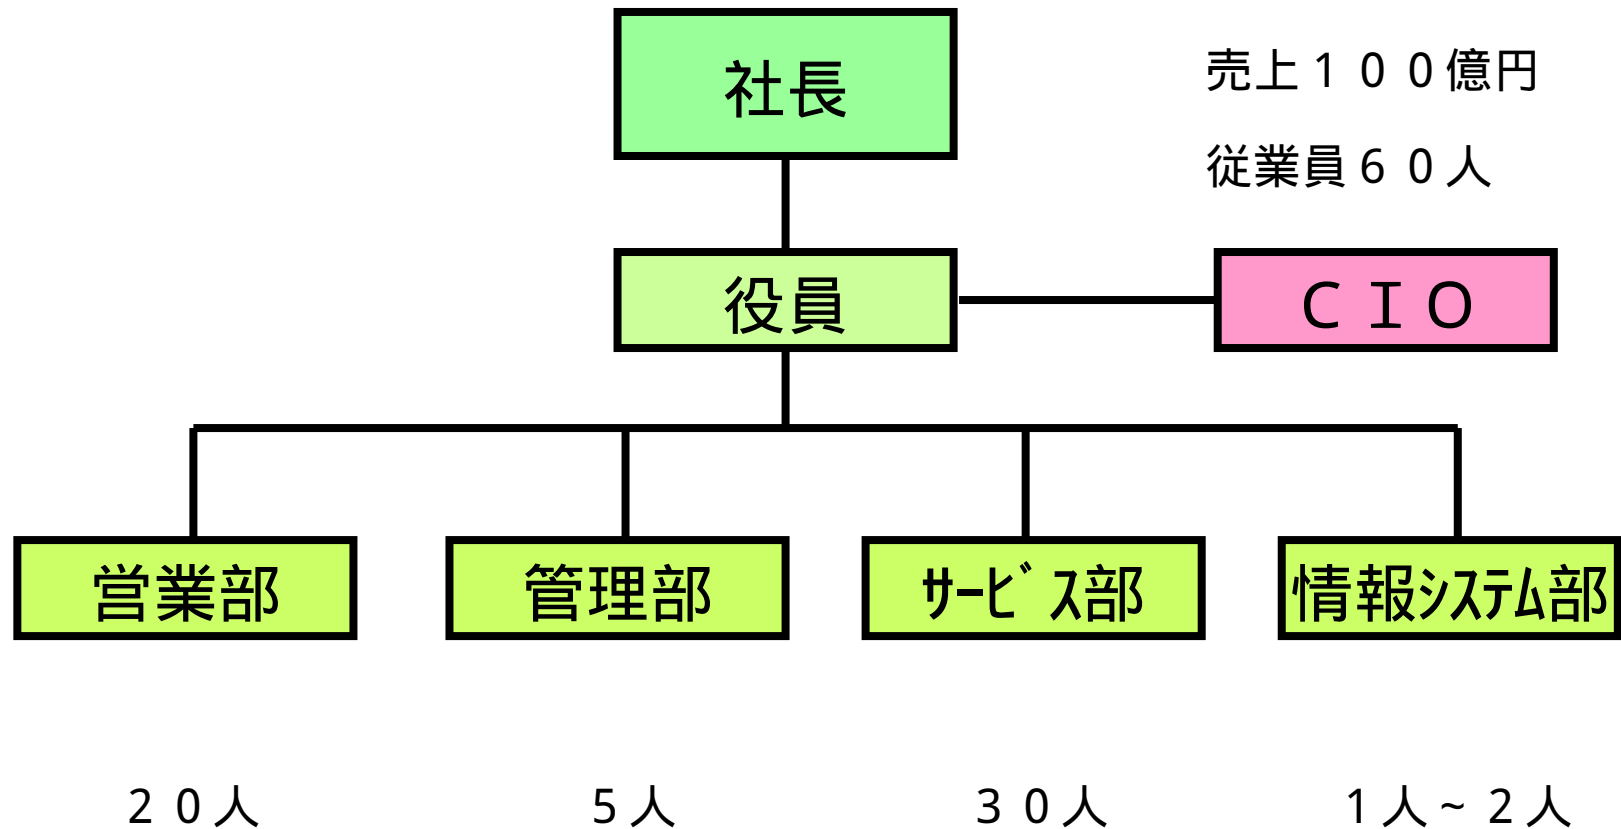 社長
売上１００億円
従業員６０人
役員
ＣＩＯ
営業部
管理部
ｻｰﾋﾞｽ部
情報ｼｽﾃﾑ部
２０人
５人
３０人
１人～２人